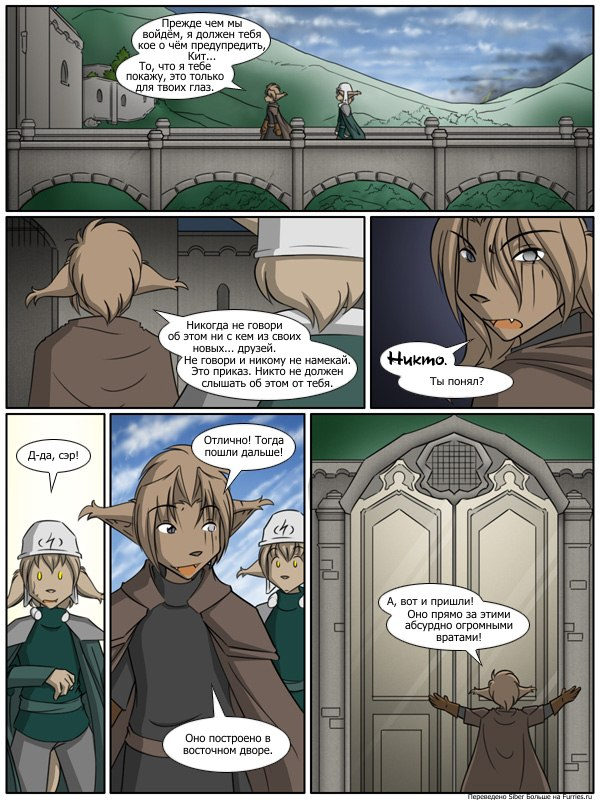 Прежде чем мы
войдём, я должен тебя
кое о чём предупредить,
Кит...
То, что я тебе
покажу, это только
для твоих глаз.
Никогда не говори
об этом ни с кем из своих
новых... друзей.
Не говори и никому не намекай.
Это приказ. Никто не должен
слышать об этом от тебя.
Никто.
Ты понял?
Д-да, сэр!
Отлично! Тогда
пошли дальше!
Оно построено в
восточном дворе.
А, вот и пришли!
Оно прямо за этими
абсурдно огромными
вратами!
Переведено Siber Больше на Furries.ru